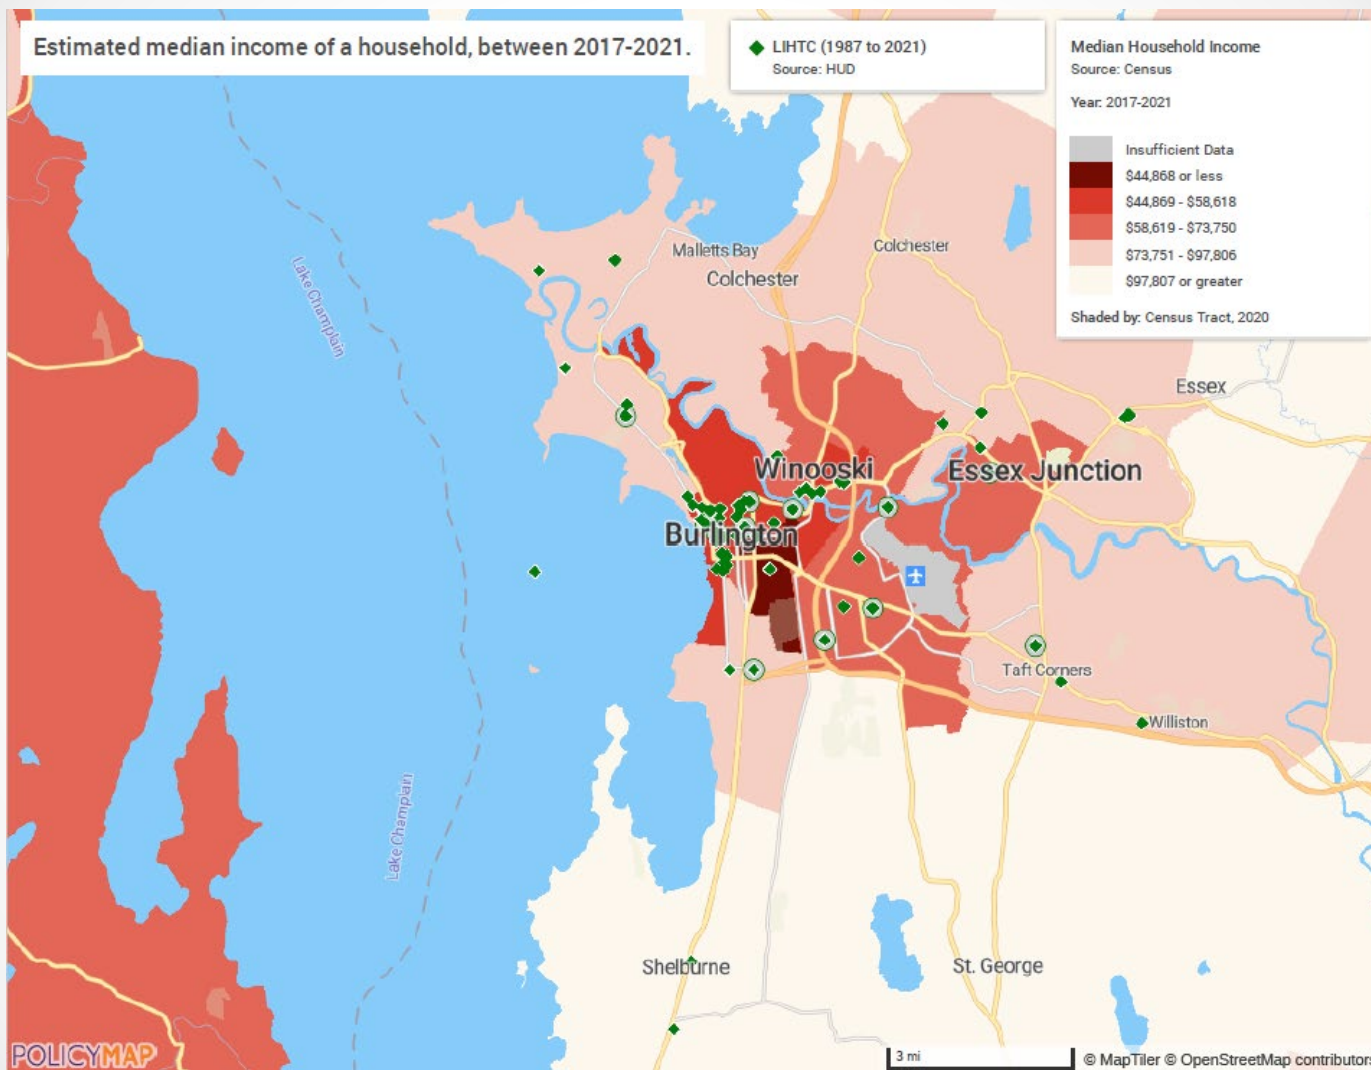 Estimated median income of a household, between 2017-2021.
LIHTC (1987 to 2021)
Source: HUD
Median Household Income
Source: Census
Year: 2017-2021
Insufficient Data
$44,868 or less
$44,869 - $58,618
$58,619 - $73,750
$73,751 - $97,806
$97,807 or greater
Shaded by: Census Tract, 2020
Malletts Bay
Colchester
Colchester
Lake Champlain
Essex
Winooski
Essex Junction
Burlington
Taft Corners
Williston
Lake Champlain
Shelburne
St. George
POLICYMAP
3 mi
© MapTiler © OpenStreetMap contributors